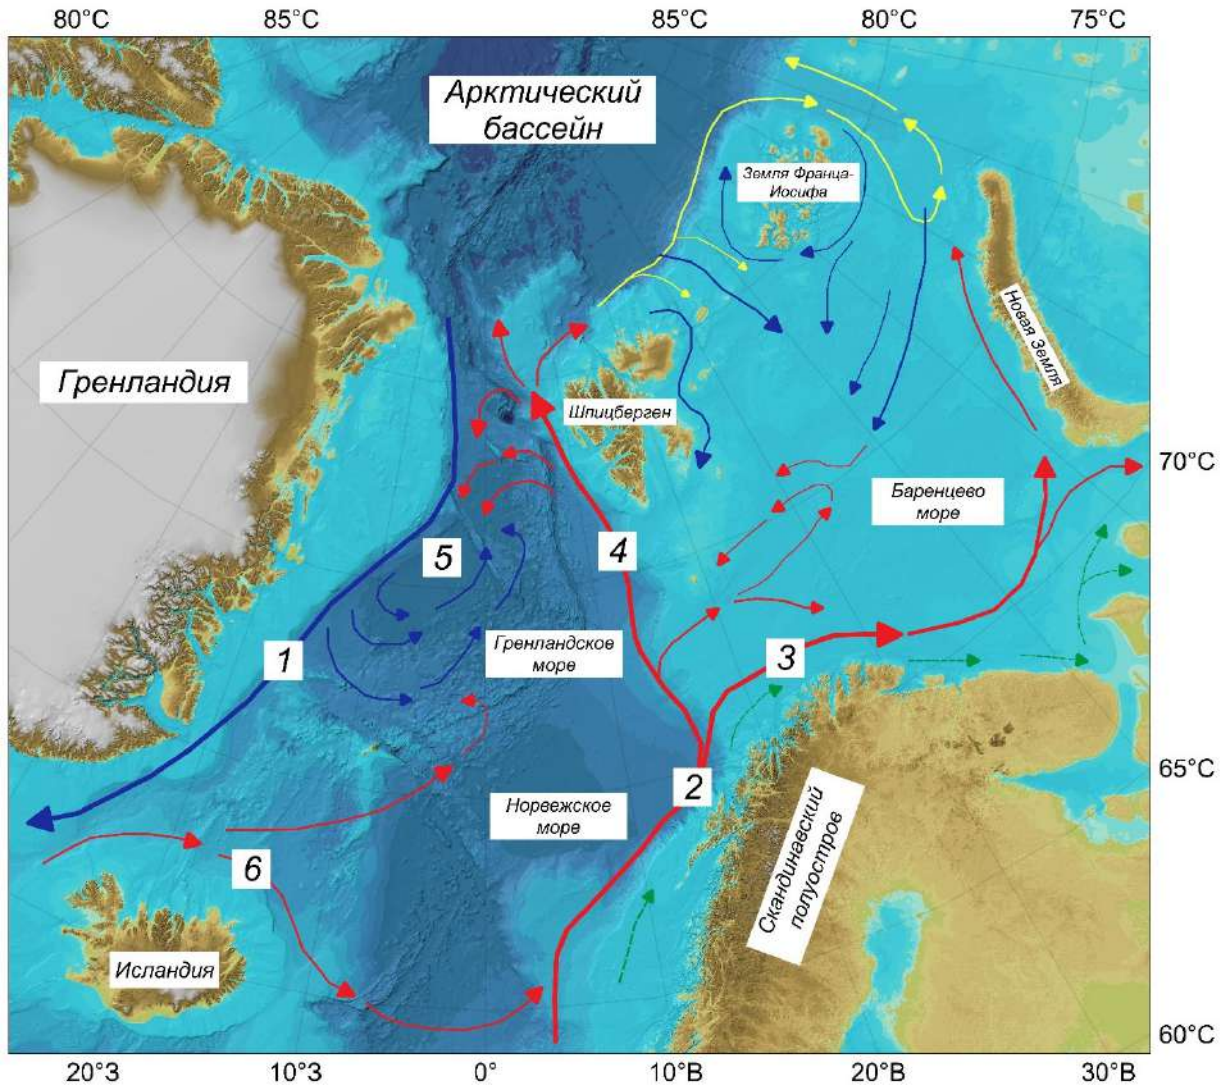 80°С
85°С
85°С
80°С
75°С
Арктический
бассейн
Земля Франца-
Иосифа
Новая Земля
Гренландия
Шпицберген
70°С
Баренцево
море
5
4
1
Гренландское
море
3
2
65°С
Норвежское
море
6
Скандинавский
полуостров
Исландия
60°С
20°З
10°З
0°
10°В
20°В
30°В